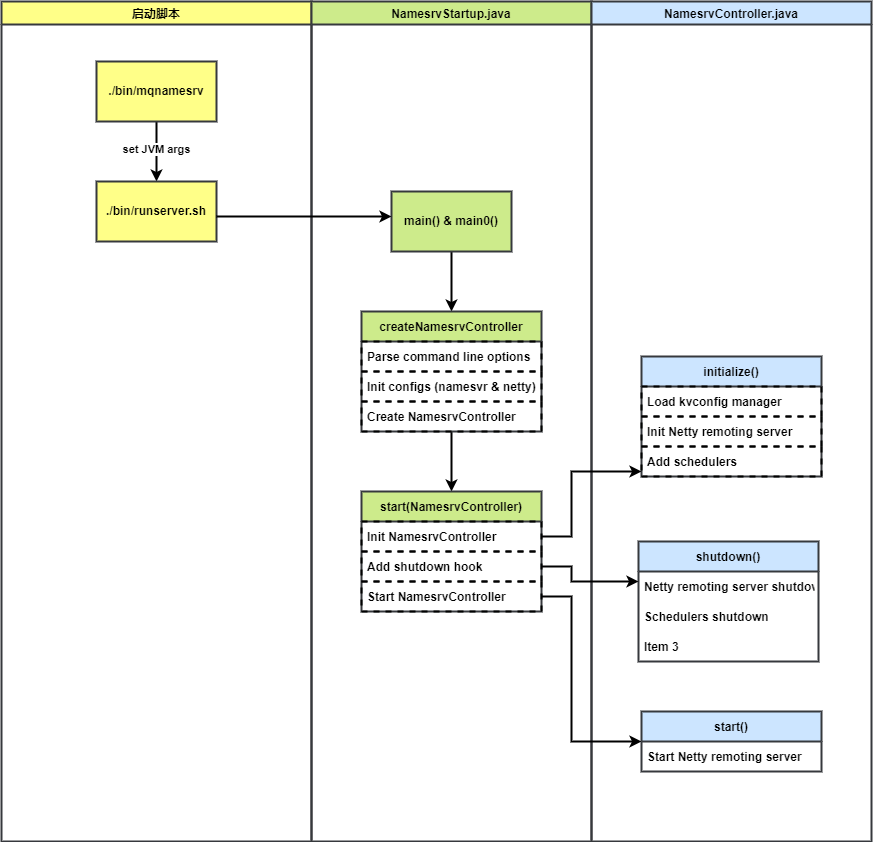 启动脚本
NamesrvStartup.java
NamesrvController.java
./bin/mqnamesrv
set JVM args
./bin/runserver.sh
main() & main0()
createNamesrvController
Parse command line options
Init configs (namesvr & netty)
Create NamesrvController
start(NamesrvController)
Init NamesrvController
Add shutdown hook
Start NamesrvController
initialize()
Load kvconfig manager
Init Netty remoting server
Add schedulers
shutdown()
Netty remoting server shutdov
Schedulers shutdown
Item 3
start()
Start Netty remoting server